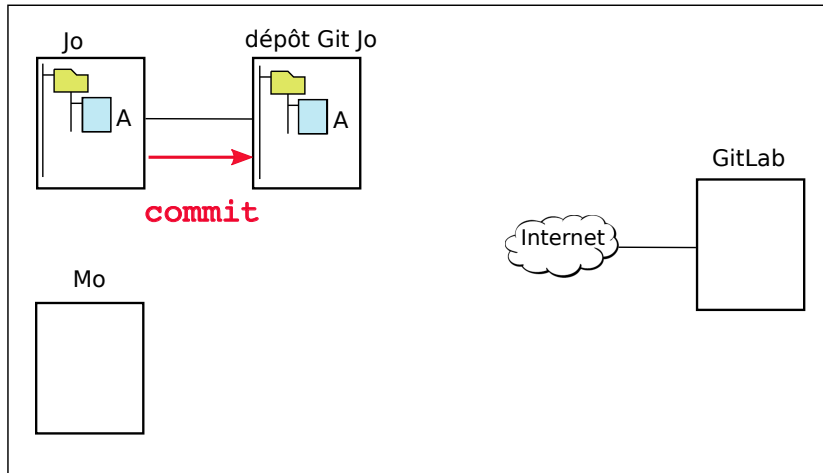 Jo
dépôt Git Jo
A
A
commit
GitLab
Internet
Mo